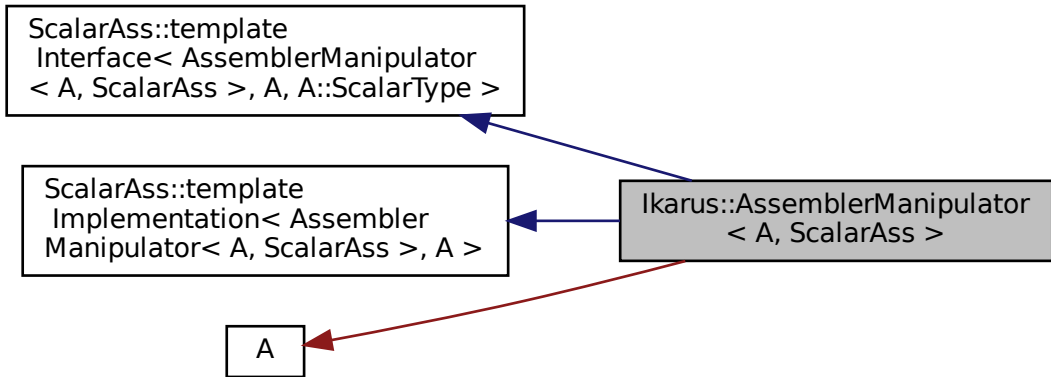 ScalarAss::template
Interface< AssemblerManipulator
< A, ScalarAss >, A, A::ScalarType >
ScalarAss::template
Implementation< Assembler
Manipulator< A, ScalarAss >, A >
Ikarus::AssemblerManipulator
< A, ScalarAss >
A